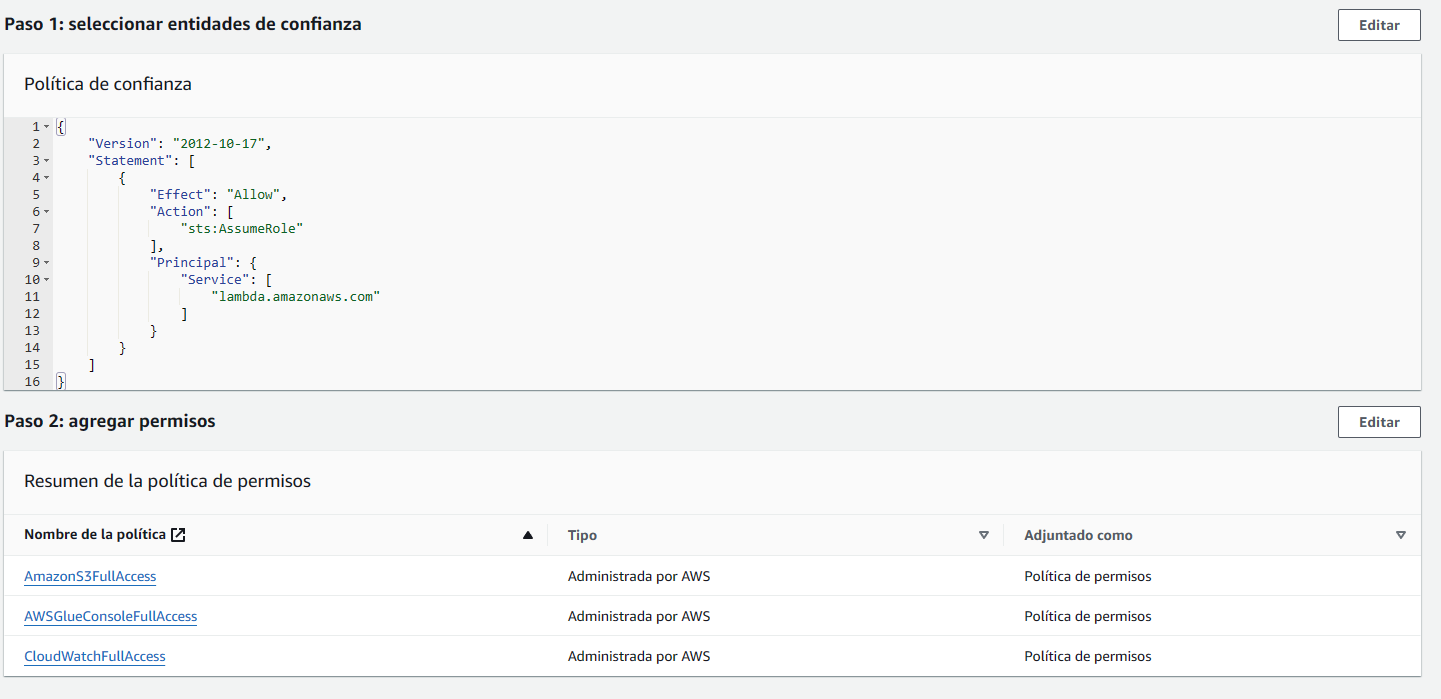 Paso 1: seleccionar entidades de confianza
Editar
Política de confianza
1 {
2 "Version": "2012-10-17",
3 "Statement": [
4 {
5 "Effect": "Allow",
6 "Action": [
7 "sts:AssumeRole"
8 ],
9 "Principal": {
10 "Service": [
11 "lambda.amazonaws.com"
12 ]
13 }
14 }
15 ]
16 }
Paso 2: agregar permisos
Editar
Resumen de la política de permisos
Nombre de la política Tipo Adjuntado como
AmazonS3FullAccess Administrada por AWS Política de permisos
AWSGlueConsoleFullAccess Administrada por AWS Política de permisos
CloudWatchFullAccess Administrada por AWS Política de permisos